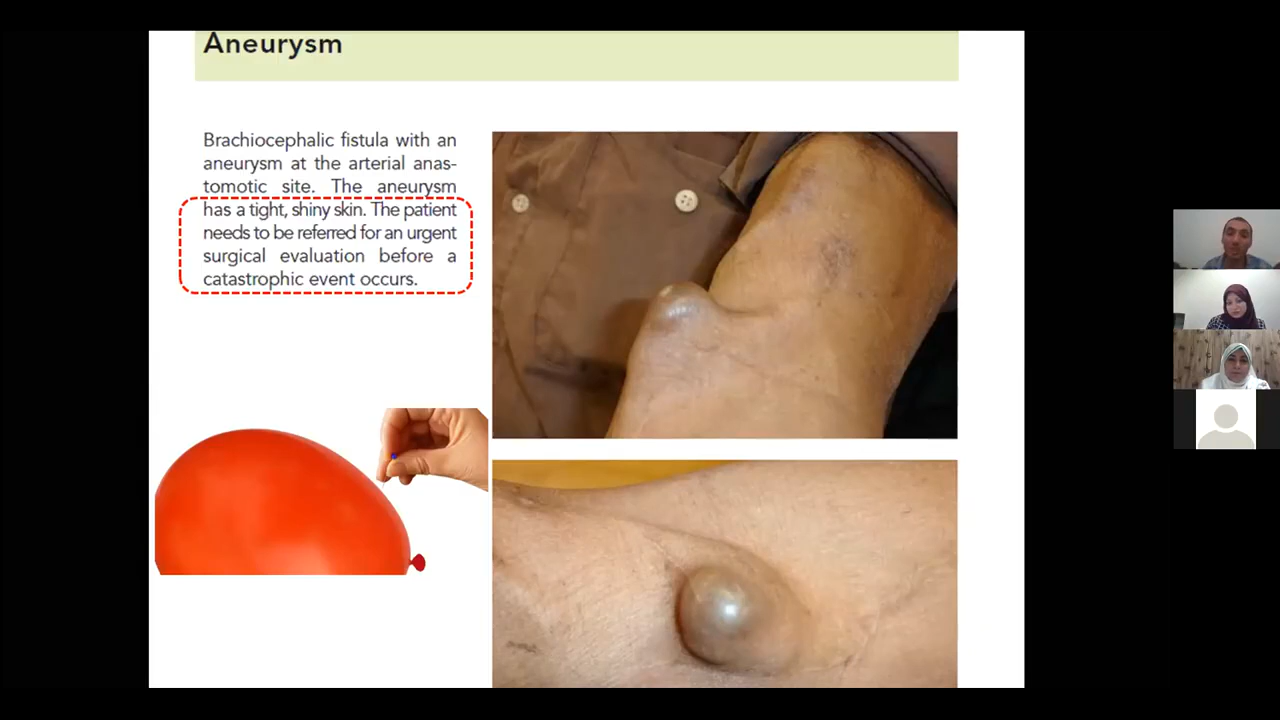 Aneurysm
Brachiocephalic fistula with an
aneurysm at the arterial anas-
tomotic site. The aneurysm
has a tight, shiny skin. The patient
needs to be referred for an urgent
surgical evaluation before a
catastrophic event occurs.